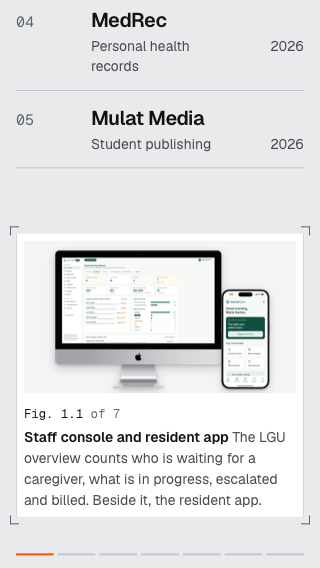 04
MedRec
Personal health
records
2026
05
Mulat Media
Student publishing
2026
Fig. 1.1 of 7
Staff console and resident app The LGU
overview counts who is waiting for a
caregiver, what is in progress, escalated
and billed. Beside it, the resident app.